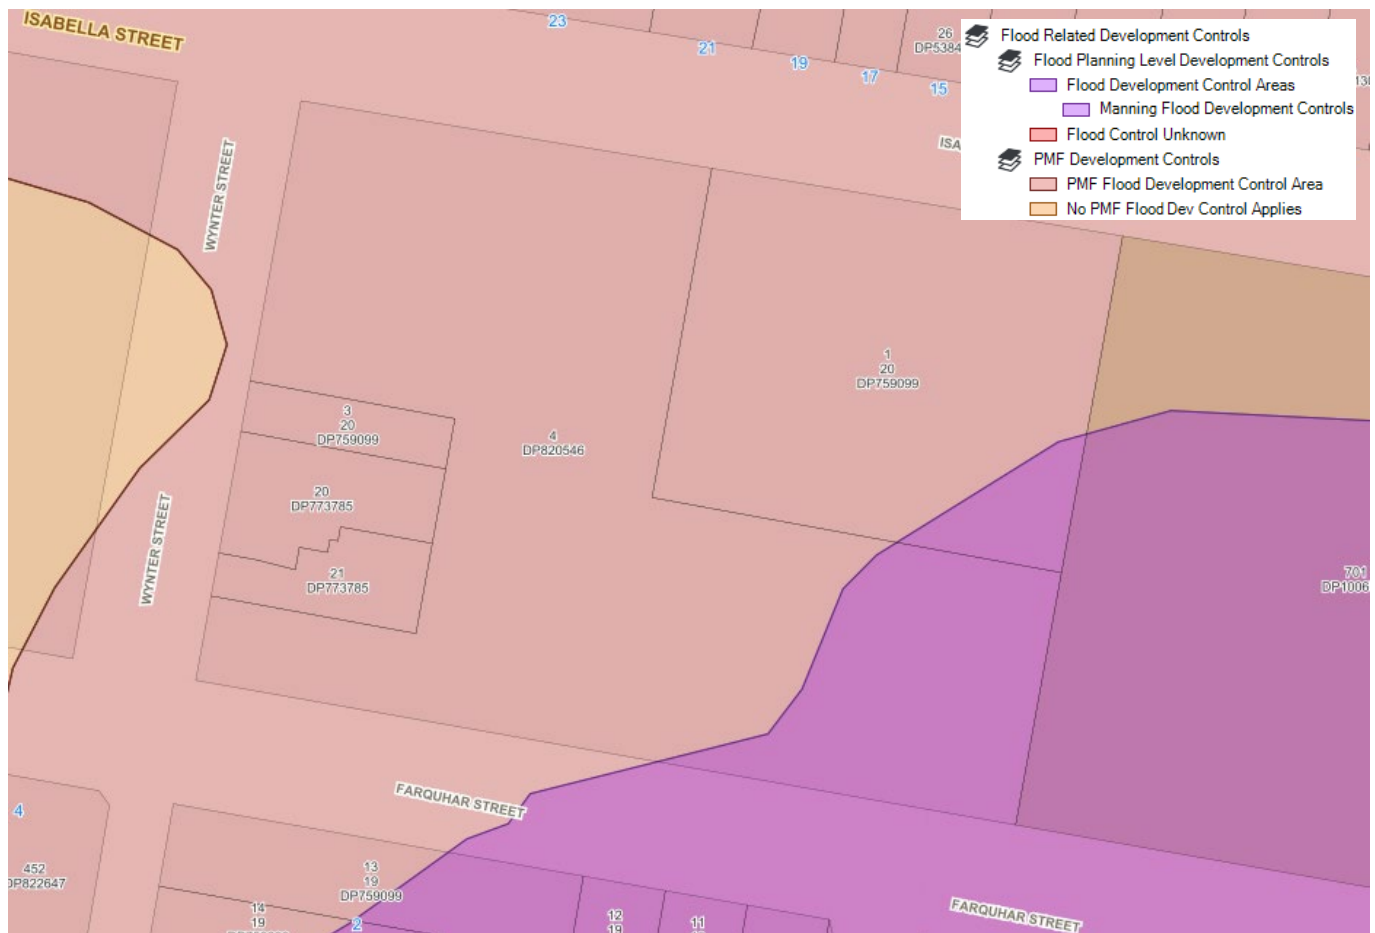 ISABELLA STREET
23
21
19
17
15
26
DP5384
ISA
Flood Related Development Controls
Flood Planning Level Development Controls
Flood Development Control Areas
Manning Flood Development Controls
Flood Control Unknown
PMF Development Controls
PMF Flood Development Control Area
No PMF Flood Dev Control Applies
WYNTER STREET
1
20
DP759099
3
20
DP759099
4
DP820546
20
DP773785
21
DP773785
WYNTER STREET
701
DP1006
FARQUHAR STREET
4
452
DP822647
13
19
DP759099
14
19
2
12
19
11
FARQUHAR STREET